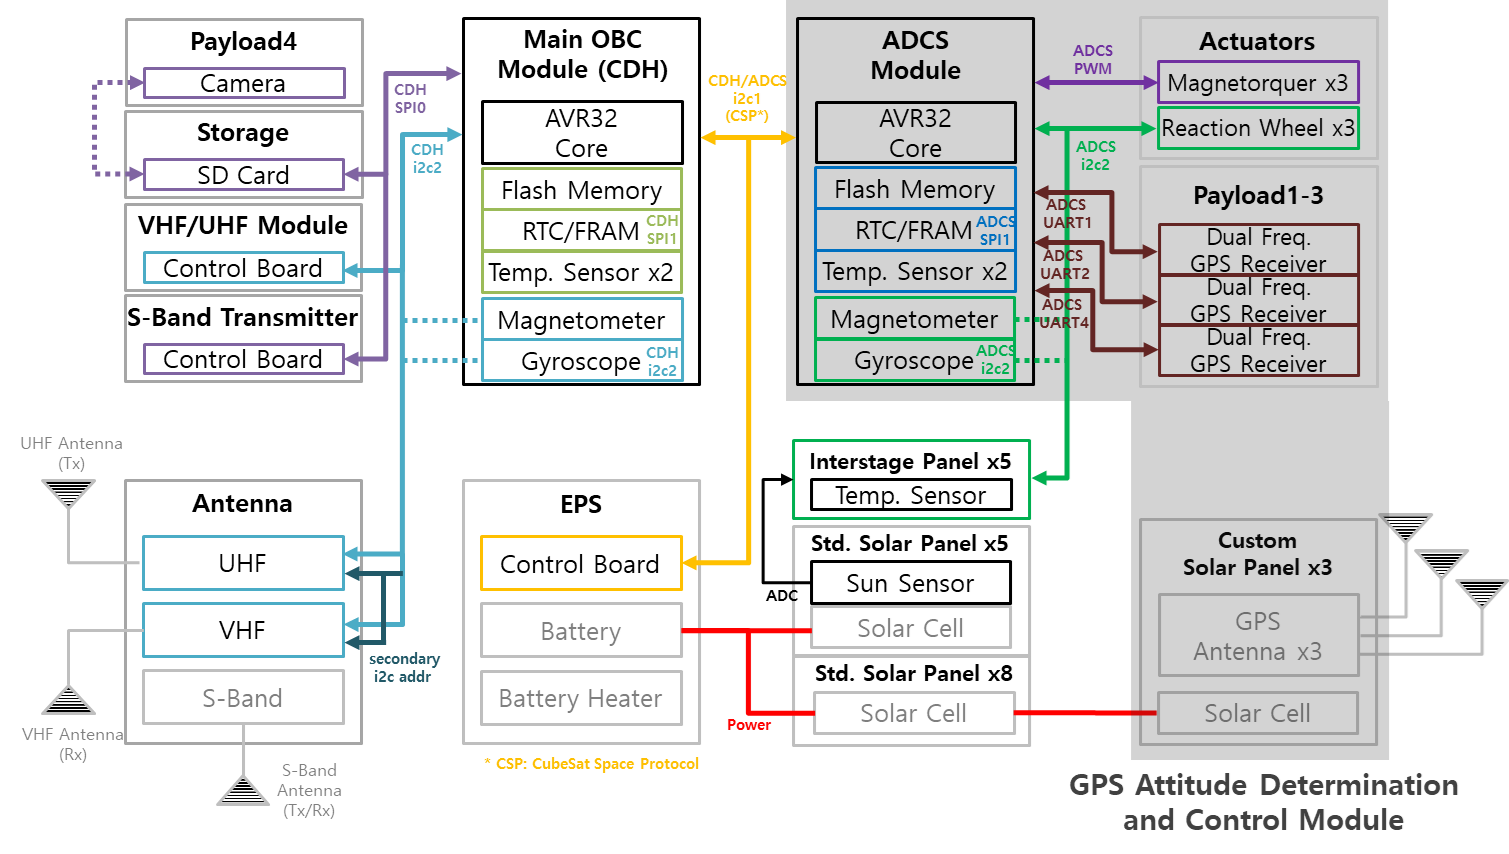 Payload4
Camera
Storage
SD Card
VHF/UHF Module
Control Board
S-Band Transmitter
Control Board
CDH
SPI0
CDH
i2c2
Main OBC
Module (CDH)
AVR32
Core
Flash Memory
RTC/FRAM
CDH
SPI1
Temp. Sensor x2
Magnetometer
Gyroscope
CDH
i2c2
CDH/ADCS
i2c1
(CSP*)
ADCS
Module
AVR32
Core
Flash Memory
RTC/FRAM
ADCS
SPI1
Temp. Sensor x2
Magnetometer
Gyroscope
ADCS
i2c2
ADCS
PWM
ADCS
i2c2
ADCS
UART1
ADCS
UART2
ADCS
UART4
Actuators
Magnetorquer x3
Reaction Wheel x3
Payload1-3
Dual Freq.
GPS Receiver
Dual Freq.
GPS Receiver
Dual Freq.
GPS Receiver
UHF Antenna
(Tx)
Antenna
UHF
VHF
S-Band
secondary
i2c addr
VHF Antenna
(Rx)
S-Band
Antenna
(Tx/Rx)
EPS
Control Board
Battery
Battery Heater
* CSP: CubeSat Space Protocol
Power
ADC
Interstage Panel x5
Temp. Sensor
Std. Solar Panel x5
Sun Sensor
Solar Cell
Std. Solar Panel x8
Solar Cell
Custom
Solar Panel x3
GPS
Antenna x3
Solar Cell
GPS Attitude Determination
and Control Module